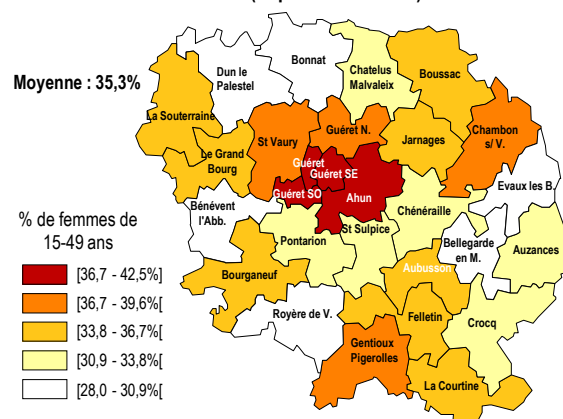 Bonnat
Dun le
Palestel
Chatelus
Malvaleix
Boussac
Moyenne : 35,3%
La Souterraine
St Vaury
Guéret N.
Jarnages
Chambon
s/ V.
Le Grand
Bourg
Guéret
Guéret SE
Evaux les B.
Guéret SO
Ahun
Bénévent
l'Abb.
Chénéraille
% de femmes de
15-49 ans
Pontarion
St Sulpice
Bellegarde
en M.
Auzances
[36,7 - 42,5%[
Bourganeuf
Aubusson
[36,7 - 39,6%[
[33,8 - 36,7%[
Royère de V.
Felletin
Crocq
[30,9 - 33,8%[
Gentioux
Pigerolles
[28,0 - 30,9%[
La Courtine